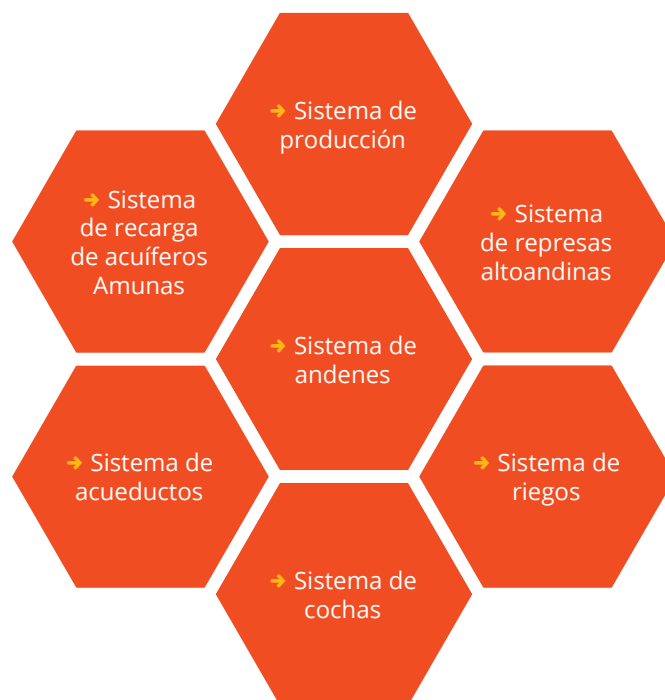 → Sistema de
producción
→ Sistema
de recarga
de acuíferos
Amunas
→ Sistema
de represas
altoandinas
→ Sistema de
andenes
→ Sistema de
acueductos
→ Sistema de
riegos
→ Sistema de
cochas